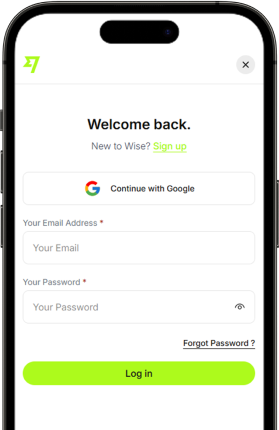 Welcome back.
New to Wise? Sign up
Continue with Google
Your Email Address *
Your Email
Your Password *
Your Password
Forgot Password ?
Log in